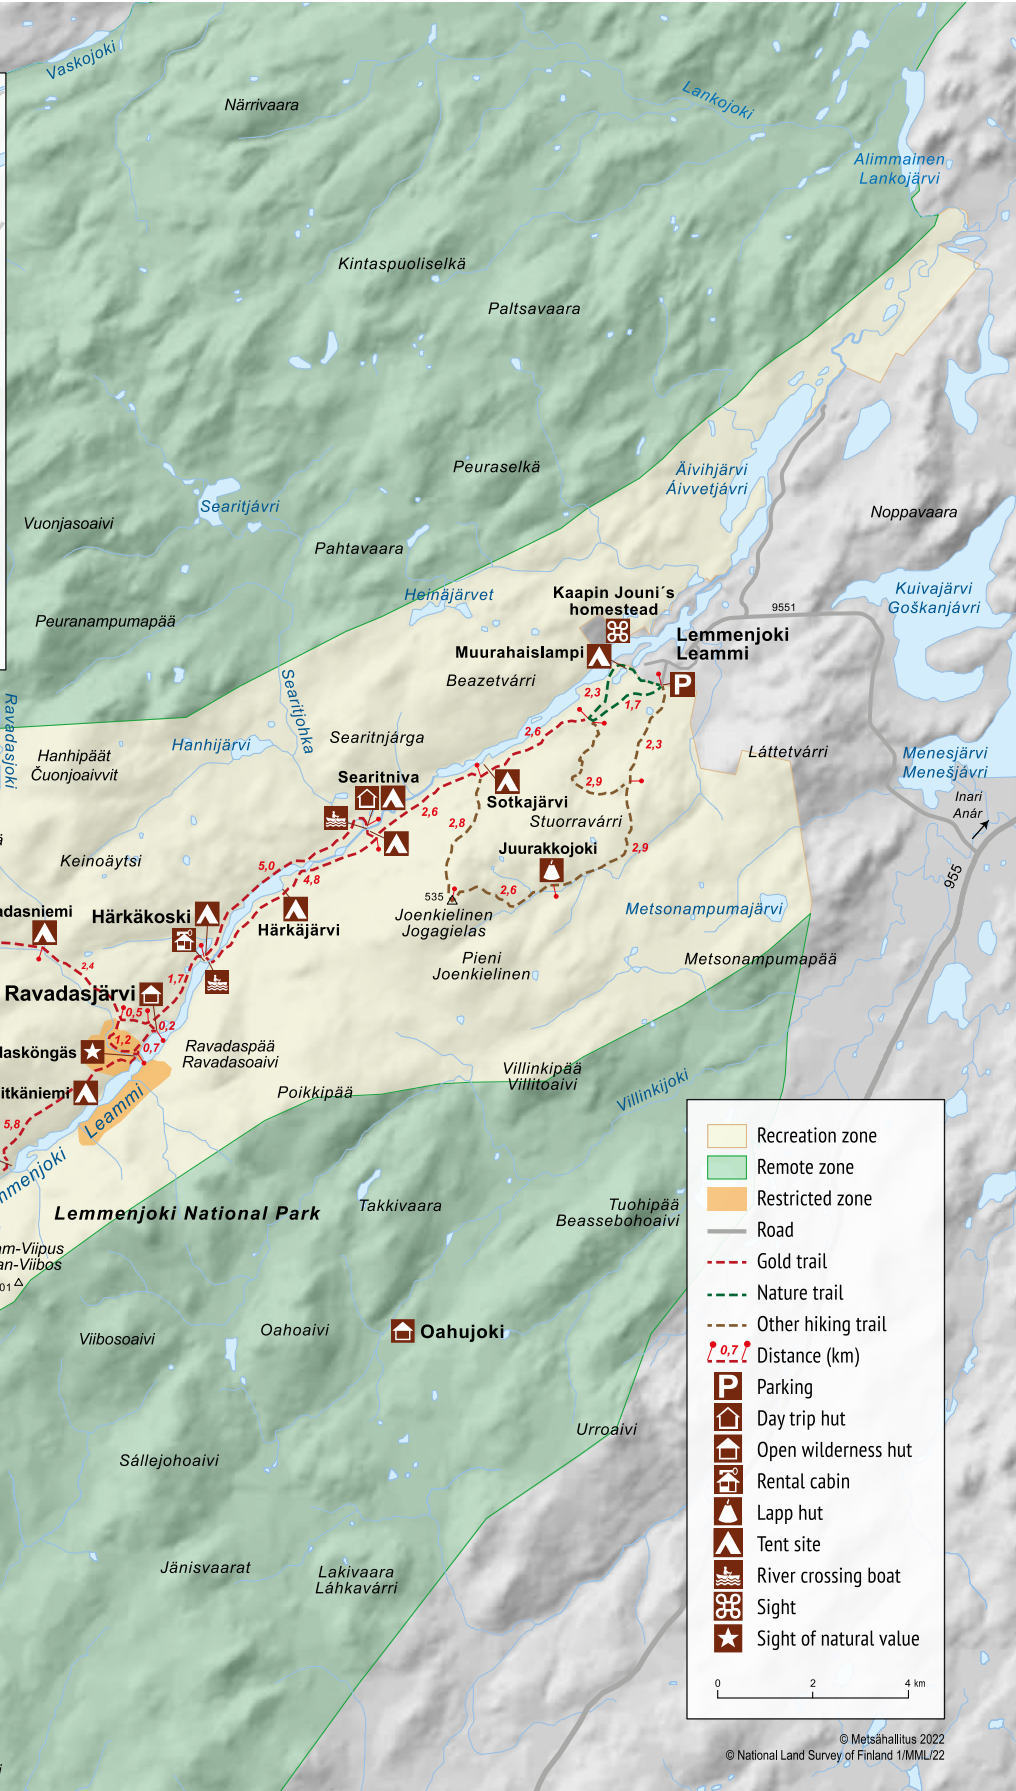 Vaskojoki
Närrivaara
Lankojoki
Alimmainen
Lankojärvi
Kintaspuoliselkä
Paltsavaara
Peuraselkä
Äivihjärvi
Áivvetjávri
Searitjávri
Noppavaara
Vuonjasoaivi
Pahtavaara
Heinäjärvet
Kuivajärvi
Goškanjávri
Kaapin Jouni´s
homestead
9551
Peuranampumapää
Lemmenjoki
Leammi
Muurahaislampi
Beazetvárri
P
2,3
1,7
Ravadasjoki
Searitjohka
Hanhijärvi
Searitnjárga
2,6
2,3
Hanhipäät
Čuonjoaivvit
Láttetvárri
Menesjärvi
Menešjávri
Searitniva
2,9
Sotkajärvi
Inari
Anár
2,6
2,8
Stuorravárri
Keinoäytsi
5,0
Juurakkojoki
2,9
955
4,8
2,6
535
adasniemi
Härkäkoski
Härkäjärvi
Joenkielinen
Jogagielas
Metsonampumajärvi
Pieni
Joenkielinen
Metsonampumapää
2,4
1,7
Ravadasjärvi
0,5
0,2
1,2
0,7
lasköngäs
Ravadaspää
Ravadasoaivi
Villinkipää
Villitoaivi
Villinkijoki
itkäniemi
Poikkipää
Leammi
5,8
nmenjoki
Lemmenjoki National Park
Takkivaara
Tuohipää
Beassebohoaivi
am-Viipus
an-Viibos
01
Viibosoaivi
Oahoaivi
Oahujoki
Urroaivi
Sállejohoaivi
Jänisvaarat
Lakivaara
Láhkavárri
Recreation zone
Remote zone
Restricted zone
Road
Gold trail
Nature trail
Other hiking trail
0,7 Distance (km)
P Parking
Day trip hut
Open wilderness hut
Rental cabin
Lapp hut
Tent site
River crossing boat
Sight
Sight of natural value
0 2 4 km
© Metsähallitus 2022
© National Land Survey of Finland 1/MML/22